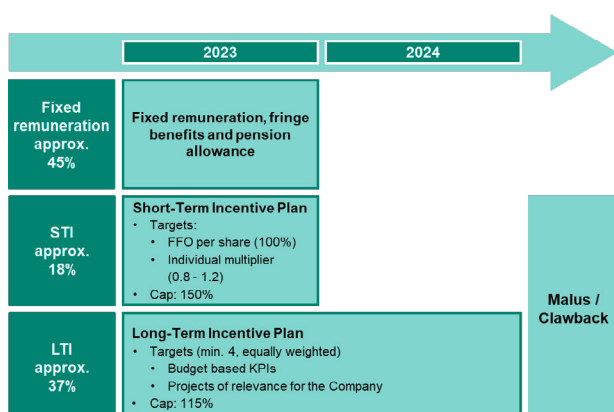 2023
2024
Fixed
remuneration
approx.
45%
Fixed remuneration, fringe
benefits and pension
allowance
STI
approx.
18%
Short-Term Incentive Plan
• Targets:
• FFO per share (100%)
• Individual multiplier
(0.8 - 1.2)
• Cap: 150%
LTI
approx.
37%
Long-Term Incentive Plan
• Targets (min. 4, equally weighted)
• Budget based KPIs
• Projects of relevance for the Company
• Cap: 115%
Malus /
Clawback